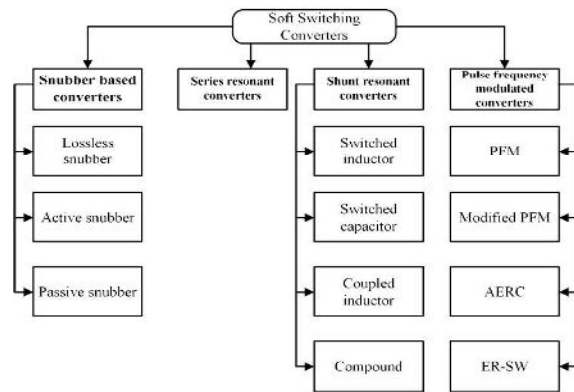 Soft Switching
Converters
Snubber based
converters
Series resonant
converters
Shunt resonant
converters
Pulse frequency
modulated
converters
Lossless
snubber
Switched
inductor
PFM
Active snubber
Switched
capacitor
Modified PFM
Passive snubber
Coupled
inductor
AERC
Compound
ER-SW